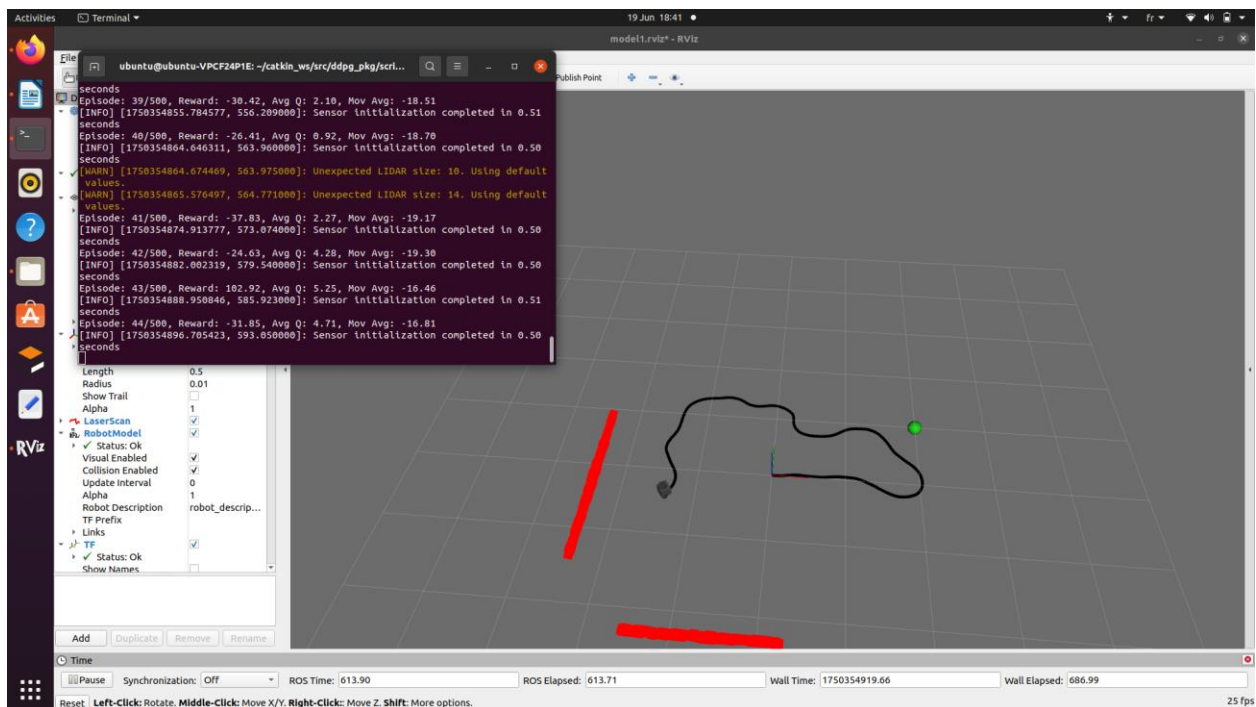 Activities
Terminal
19 Jun 18:41
fr
model1.rviz* - RViz
File
ubuntu@ubuntu-VPCF24P1E: ~/catkin_ws/src/ddpg_pkg/scri...
Publish Point
seconds
Episode: 39/500, Reward: -30.42, Avg Q: 2.10, Mov Avg: -18.51
[INFO] [1750354855.784577, 556.209000]: Sensor initialization completed in 0.51
seconds
Episode: 40/500, Reward: -26.41, Avg Q: 0.92, Mov Avg: -18.70
[INFO] [1750354864.646311, 563.960000]: Sensor initialization completed in 0.50
seconds
[WARN] [1750354864.674469, 563.975000]: Unexpected LIDAR size: 10. Using default
values.
[WARN] [1750354865.576497, 564.771000]: Unexpected LIDAR size: 14. Using default
values.
Episode: 41/500, Reward: -37.83, Avg Q: 2.27, Mov Avg: -19.17
[INFO] [1750354874.913777, 573.074000]: Sensor initialization completed in 0.50
seconds
Episode: 42/500, Reward: -24.63, Avg Q: 4.28, Mov Avg: -19.30
[INFO] [1750354882.002319, 579.540000]: Sensor initialization completed in 0.50
seconds
Episode: 43/500, Reward: 102.92, Avg Q: 5.25, Mov Avg: -16.46
[INFO] [1750354888.950846, 585.923000]: Sensor initialization completed in 0.51
seconds
Episode: 44/500, Reward: -31.85, Avg Q: 4.71, Mov Avg: -16.81
[INFO] [1750354896.705423, 593.050000]: Sensor initialization completed in 0.50
seconds
Length 0.5
Radius 0.01
Show Trail
Alpha 1
LaserScan
RobotModel
Status: Ok
Visual Enabled
Collision Enabled
Update Interval 0
Alpha 1
Robot Description robot_descrip...
TF Prefix
Links
TF
Status: Ok
Show Names
Add Duplicate Remove Rename
Time
Pause Synchronization: Off ROS Time: 613.90 ROS Elapsed: 613.71 Wall Time: 1750354919.66 Wall Elapsed: 686.99
Reset Left-Click: Rotate. Middle-Click: Move X/Y. Right-Click:: Move Z. Shift: More options. 25 fps
RViz